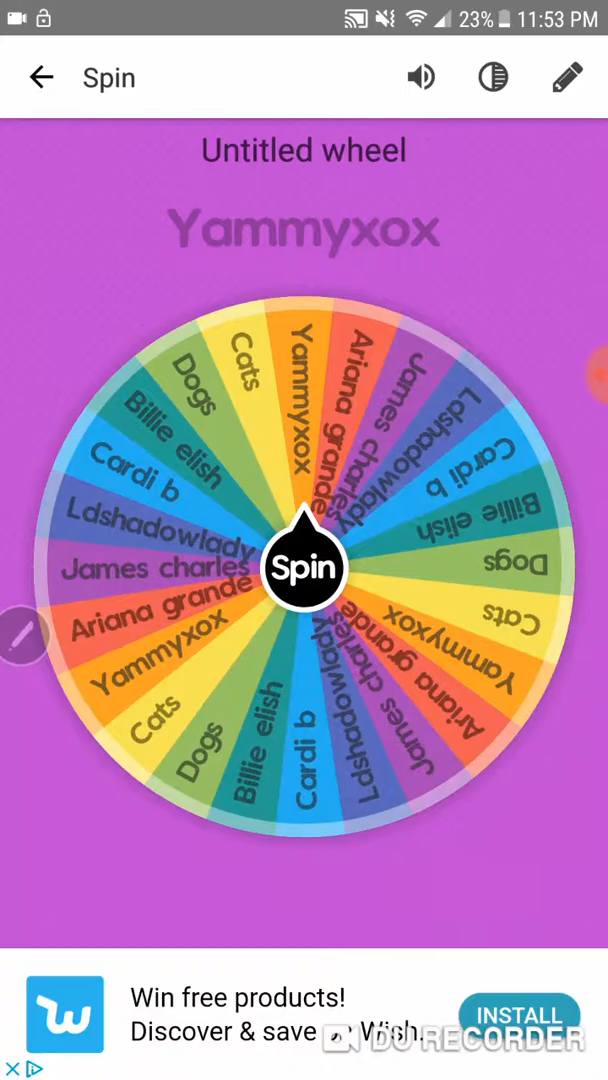 23% 11:53 PM
Spin
Untitled wheel
Yammyxox
Yammyxox
Ariana grande
James charles
Ldshadowlady
Cardi b
Billie elish
Dogs
Cats
Yammyxox
Ariana grande
James charles
Ldshadowlady
Cardi b
Billie elish
Dogs
Cats
Yammyxox
Ariana grande
James charles
Ldshadowlady
Cardi b
Billie elish
Dogs
Cats
Spin
Win free products!
Discover & save on Wish.
INSTALL
DU RECORDER